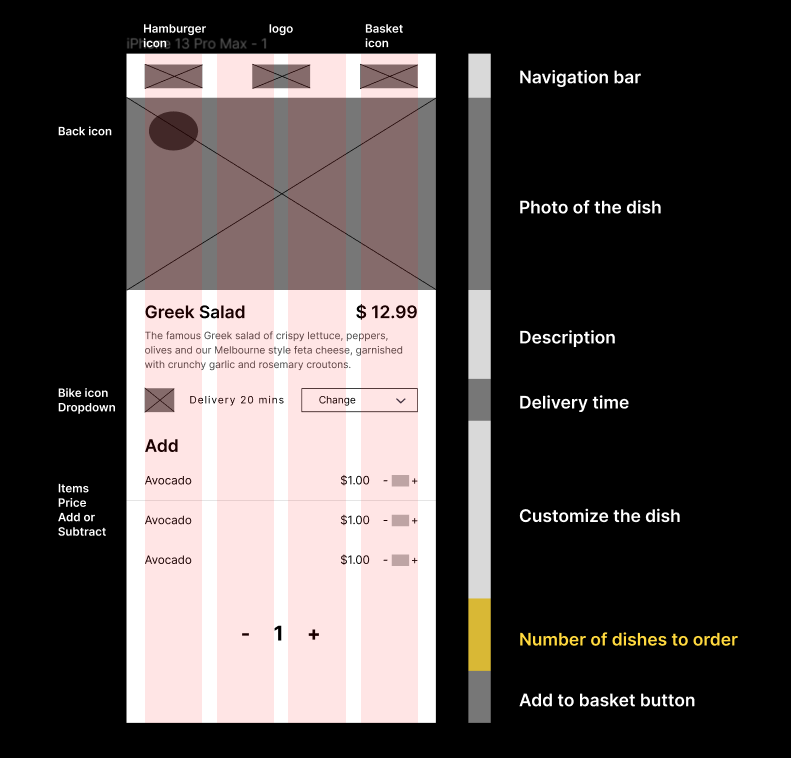 Hamburger
icon
logo
Basket
icon
iPhone 13 Pro Max - 1
Navigation bar
Back icon
Photo of the dish
Greek Salad
$ 12.99
The famous Greek salad of crispy lettuce, peppers,
olives and our Melbourne style feta cheese, garnished
with crunchy garlic and rosemary croutons.
Description
Bike icon
Dropdown
Delivery 20 mins
Change
Delivery time
Add
Items
Price
Add or
Subtract
Avocado
$1.00
- +
Avocado
$1.00
- +
Avocado
$1.00
- +
Customize the dish
- 1 +
Number of dishes to order
Add to basket button